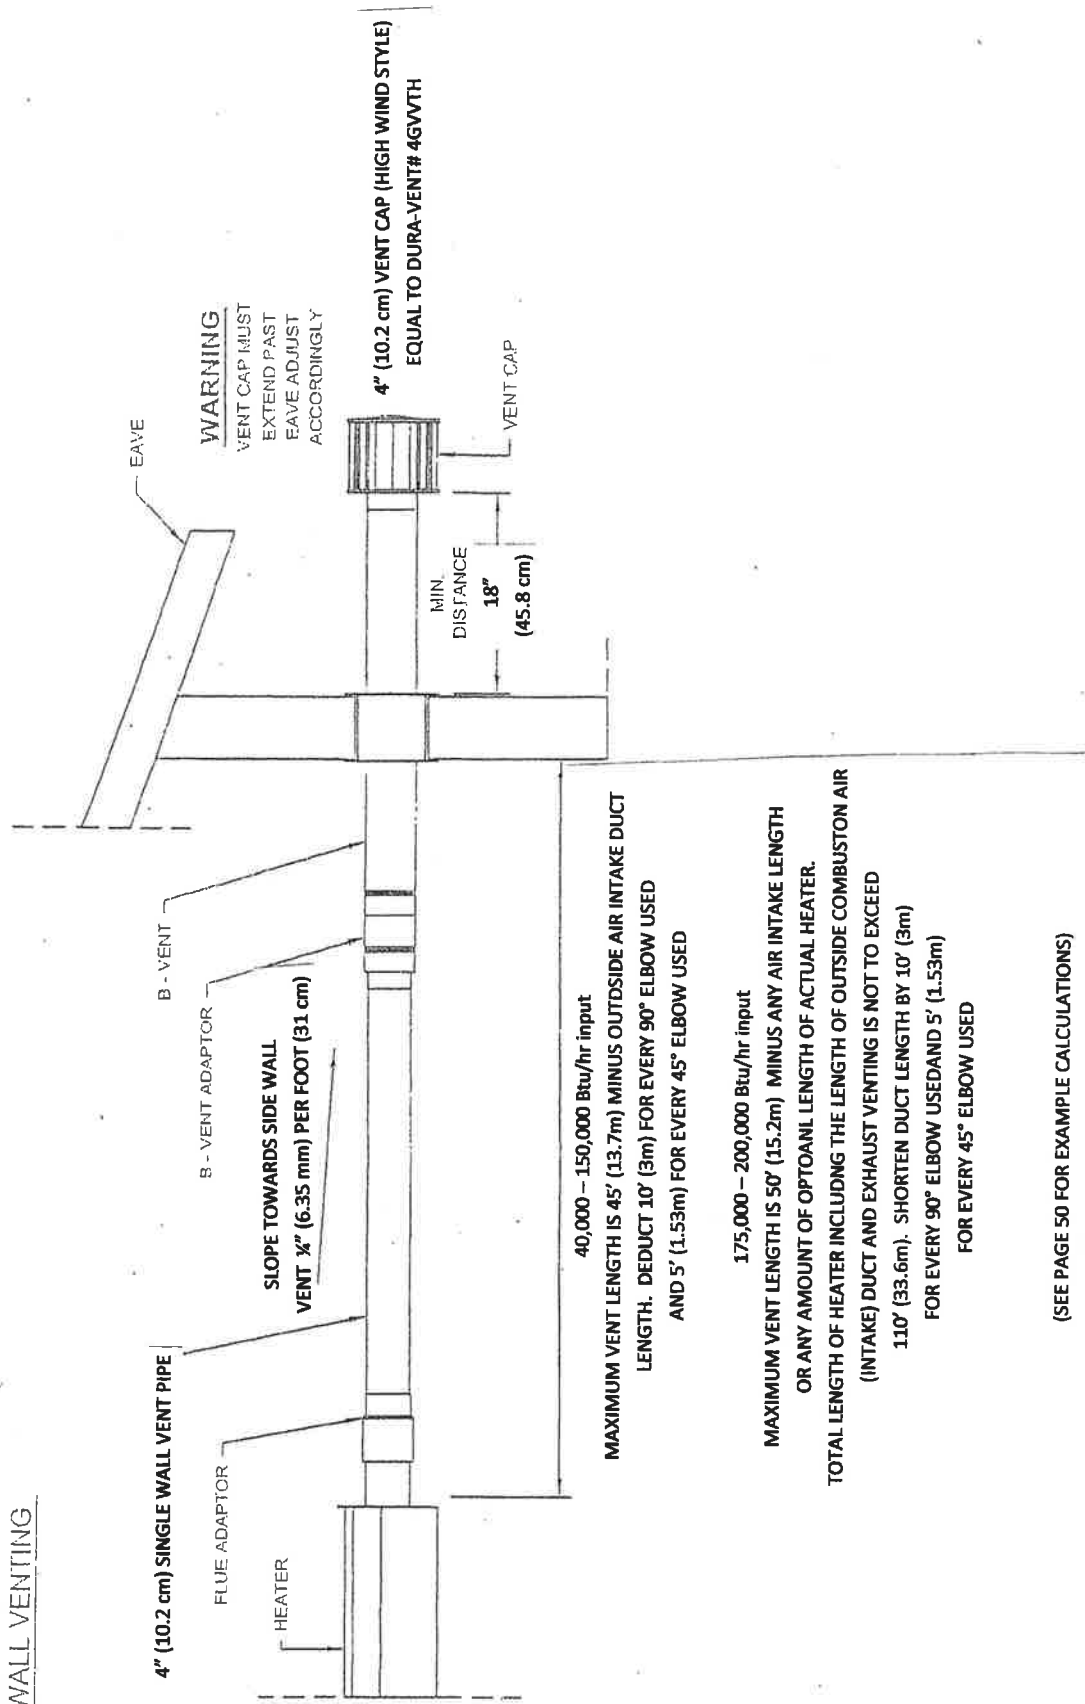 WALL VENTING
4" (10.2 cm) SINGLE WALL VENT PIPE
FLUE ADAPTOR
HEATER
SLOPE TOWARDS SIDE WALL
VENT ¼" (6.35 mm) PER FOOT (31 cm)
B - VENT ADAPTOR
B - VENT
EAVE
WARNING
VENT CAP MUST
EXTEND PAST
EAVE ADJUST
ACCORDINGLY
4" (10.2 cm) VENT CAP (HIGH WIND STYLE)
EQUAL TO DURA-VENT# 4GVVTH
VENT CAP
MIN.
DISTANCE
18"
(45.8 cm)
40,000 – 150,000 Btu/hr input
MAXIMUM VENT LENGTH IS 45' (13.7m) MINUS OUTDSIDE AIR INTAKE DUCT
LENGTH. DEDUCT 10' (3m) FOR EVERY 90° ELBOW USED
AND 5' (1.53m) FOR EVERY 45° ELBOW USED
175,000 – 200,000 Btu/hr input
MAXIMUM VENT LENGTH IS 50' (15.2m) MINUS ANY AIR INTAKE LENGTH
OR ANY AMOUNT OF OPTOANL LENGTH OF ACTUAL HEATER.
TOTAL LENGTH OF HEATER INCLUDNG THE LENGTH OF OUTSIDE COMBUSTON AIR
(INTAKE) DUCT AND EXHAUST VENTING IS NOT TO EXCEED
110' (33.6m). SHORTEN DUCT LENGTH BY 10' (3m)
FOR EVERY 90° ELBOW USEDAND 5' (1.53m)
FOR EVERY 45° ELBOW USED
(SEE PAGE 50 FOR EXAMPLE CALCULATIONS)